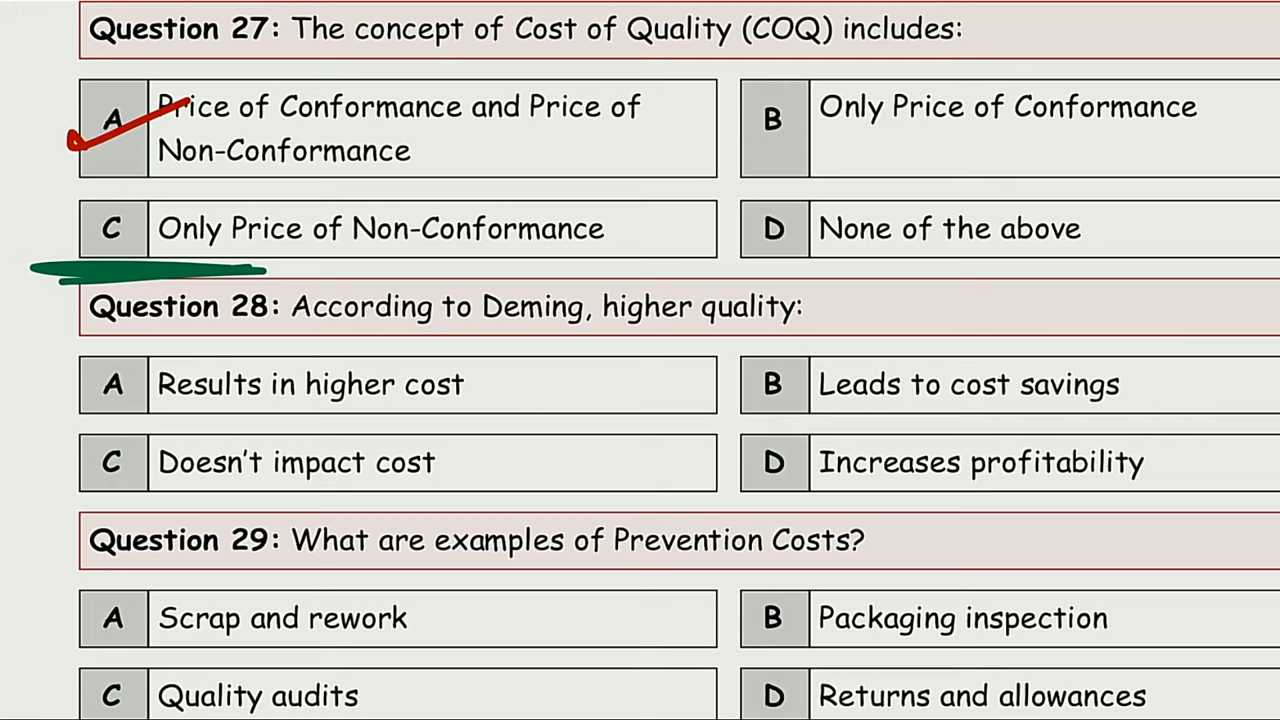 Question 27: The concept of Cost of Quality (COQ) includes:
A Price of Conformance and Price of
Non-Conformance
B Only Price of Conformance
C Only Price of Non-Conformance
D None of the above
Question 28: According to Deming, higher quality:
A Results in higher cost
B Leads to cost savings
C Doesn't impact cost
D Increases profitability
Question 29: What are examples of Prevention Costs?
A Scrap and rework
B Packaging inspection
C Quality audits
D Returns and allowances